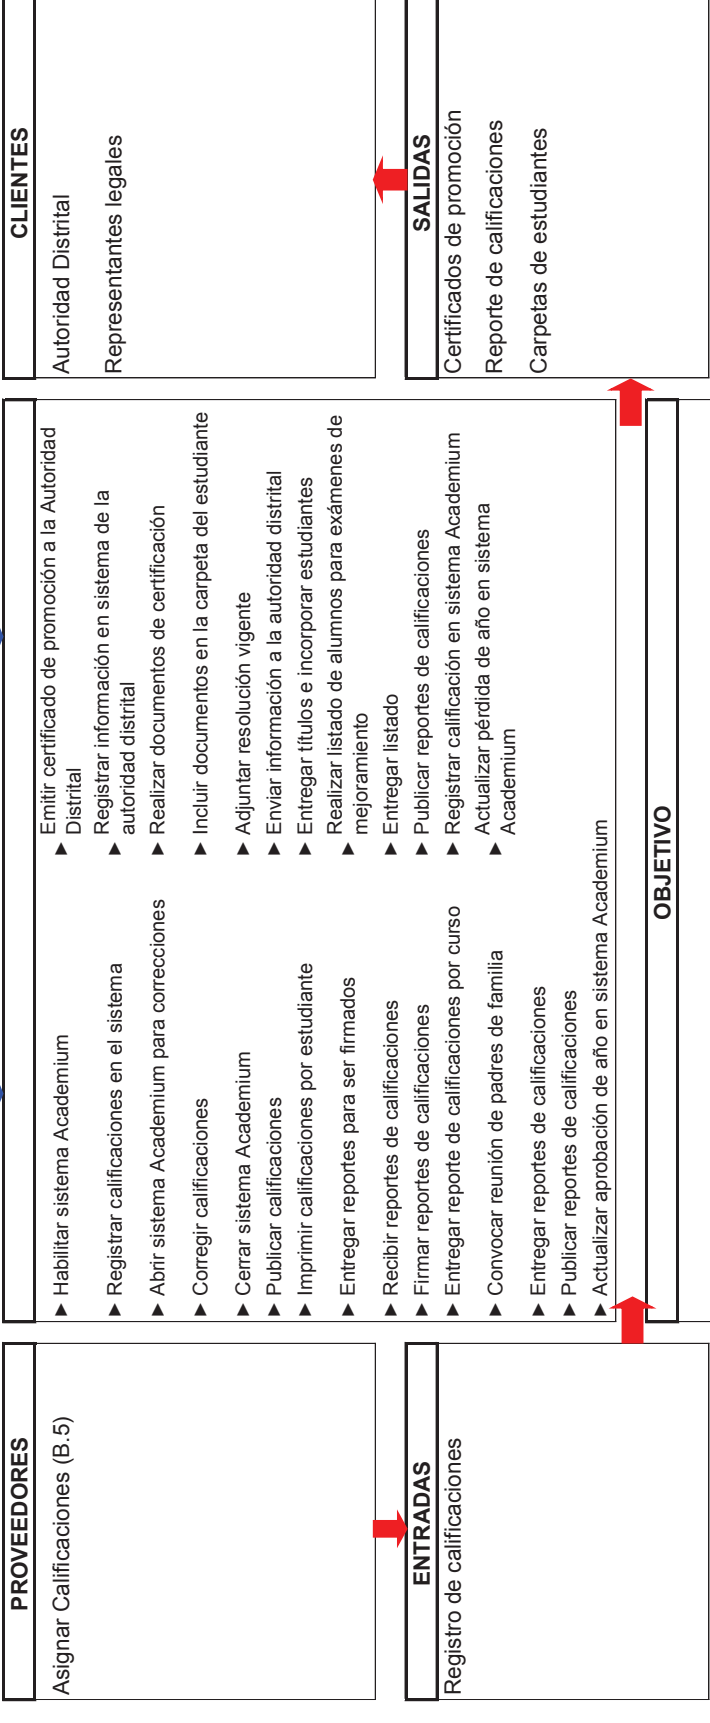 PROVEEDORES
Asignar Calificaciones (B.5)
ENTRADAS
Registro de calificaciones
► Habilitar sistema Academium
► Registrar calificaciones en el sistema
► Abrir sistema Academium para correcciones
► Corregir calificaciones
► Cerrar sistema Academium
► Publicar calificaciones
► Imprimir calificaciones por estudiante
► Entregar reportes para ser firmados
► Recibir reportes de calificaciones
► Firmar reportes de calificaciones
► Entregar reporte de calificaciones por curso
► Convocar reunión de padres de familia
► Entregar reportes de calificaciones
► Publicar reportes de calificaciones
► Actualizar aprobación de año en sistema Academium
► Emitir certificado de promoción a la Autoridad
Distrital
► Registrar información en sistema de la
autoridad distrital
► Realizar documentos de certificación
► Incluir documentos en la carpeta del estudiante
► Adjuntar resolución vigente
► Enviar información a la autoridad distrital
► Entregar títulos e incorporar estudiantes
► Realizar listado de alumnos para exámenes de
mejoramiento
► Entregar listado
► Publicar reportes de calificaciones
► Registrar calificación en sistema Academium
► Actualizar pérdida de año en sistema
Academium
OBJETIVO
CLIENTES
Autoridad Distrital
Representantes legales
SALIDAS
Certificados de promoción
Reporte de calificaciones
Carpetas de estudiantes